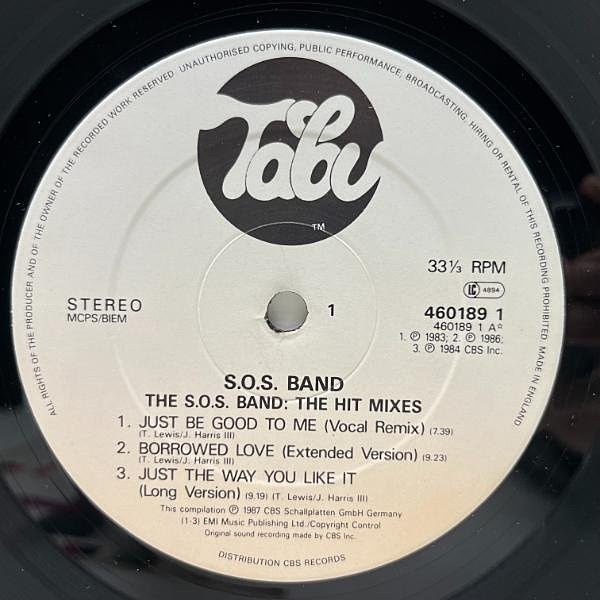 ALL RIGHTS OF THE PRODUCER AND OF THE OWNER OF THE RECORDED WORK RESERVED. UNAUTHORISED COPYING, PUBLIC PERFORMANCE, BROADCASTING, HIRING OR RENTAL OF THIS RECORDING PROHIBITED. MADE IN ENGLAND
Tabu
TM
33⅓ RPM
LC 4894
STEREO
MCPS/BIEM
1
460189 1
460189 1 A°
1. ℗ 1983; 2. ℗ 1986;
3. ℗ 1984 CBS Inc.
S.O.S. BAND
THE S.O.S. BAND: THE HIT MIXES
1. JUST BE GOOD TO ME (Vocal Remix) (7.39)
(T. Lewis/J. Harris III)
2. BORROWED LOVE (Extended Version) (9.23)
(T. Lewis/J. Harris III)
3. JUST THE WAY YOU LIKE IT
(Long Version) (9.19) (T. Lewis/J. Harris III)
This compilation ℗ 1987 CBS Schallplatten GmbH Germany
(1-3) EMI Music Publishing Ltd./Copyright Control
Original sound recording made by CBS Inc.
DISTRIBUTION CBS RECORDS